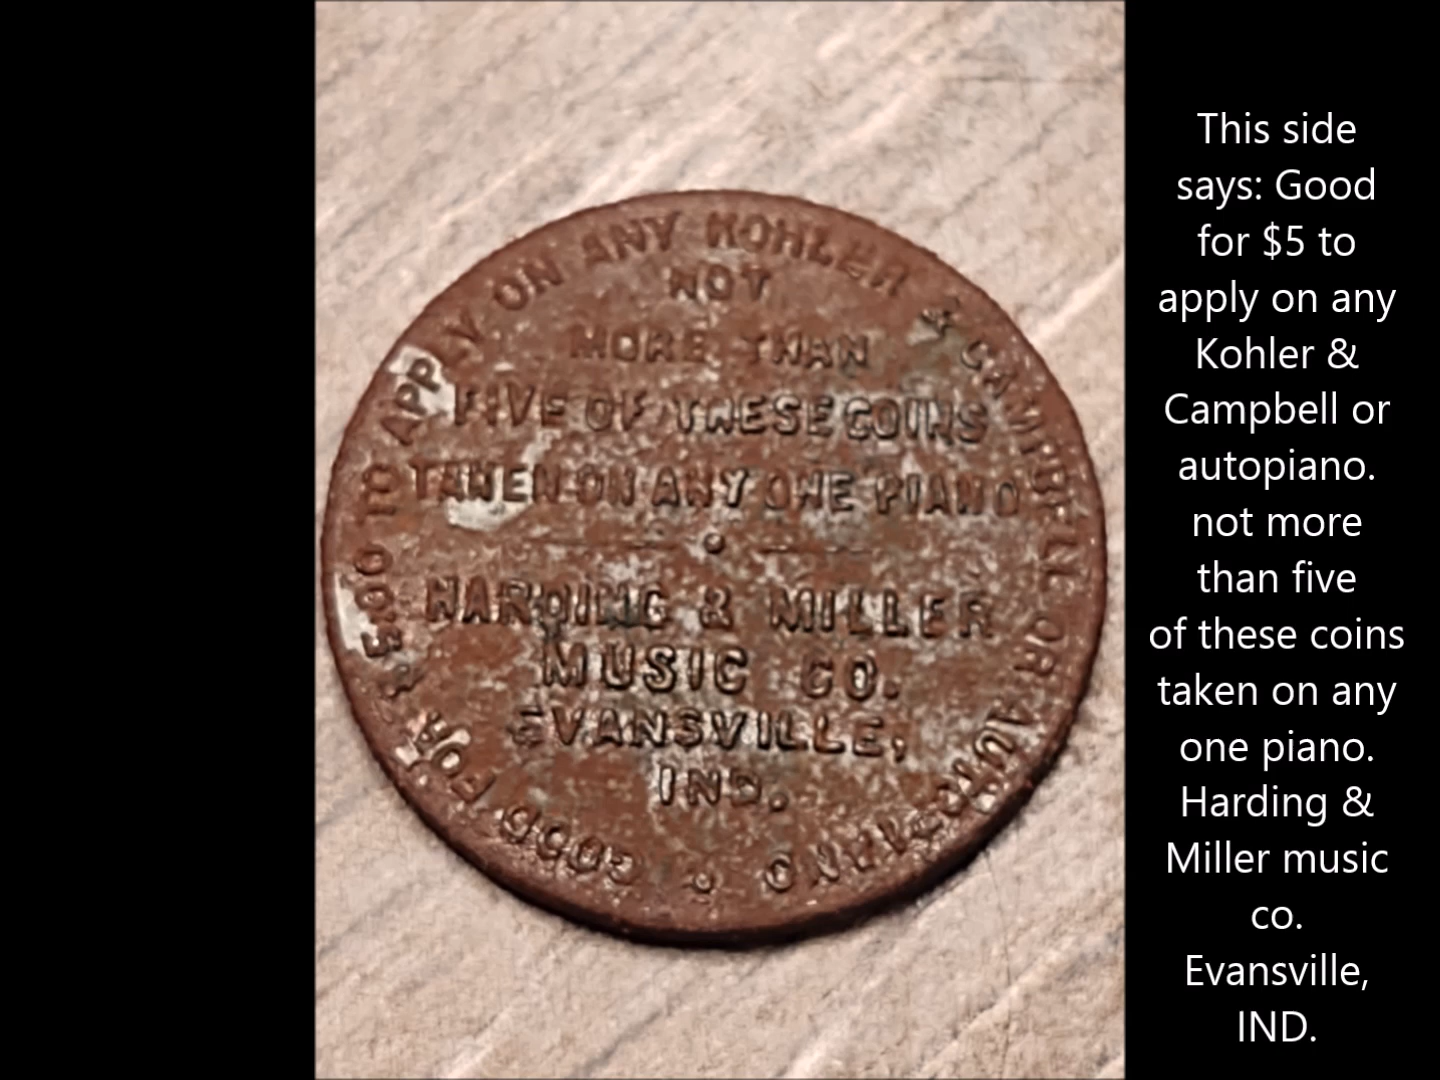 GOOD FOR $5.00 TO APPLY ON ANY KOHLER & CAMPBELL OR AUTOPIANO
NOT
MORE THAN
FIVE OF THESE COINS
TAKEN ON ANY ONE PIANO
HARDING & MILLER
MUSIC CO.
EVANSVILLE,
IND.
This side
says: Good
for $5 to
apply on any
Kohler &
Campbell or
autopiano.
not more
than five
of these coins
taken on any
one piano.
Harding &
Miller music
co.
Evansville,
IND.